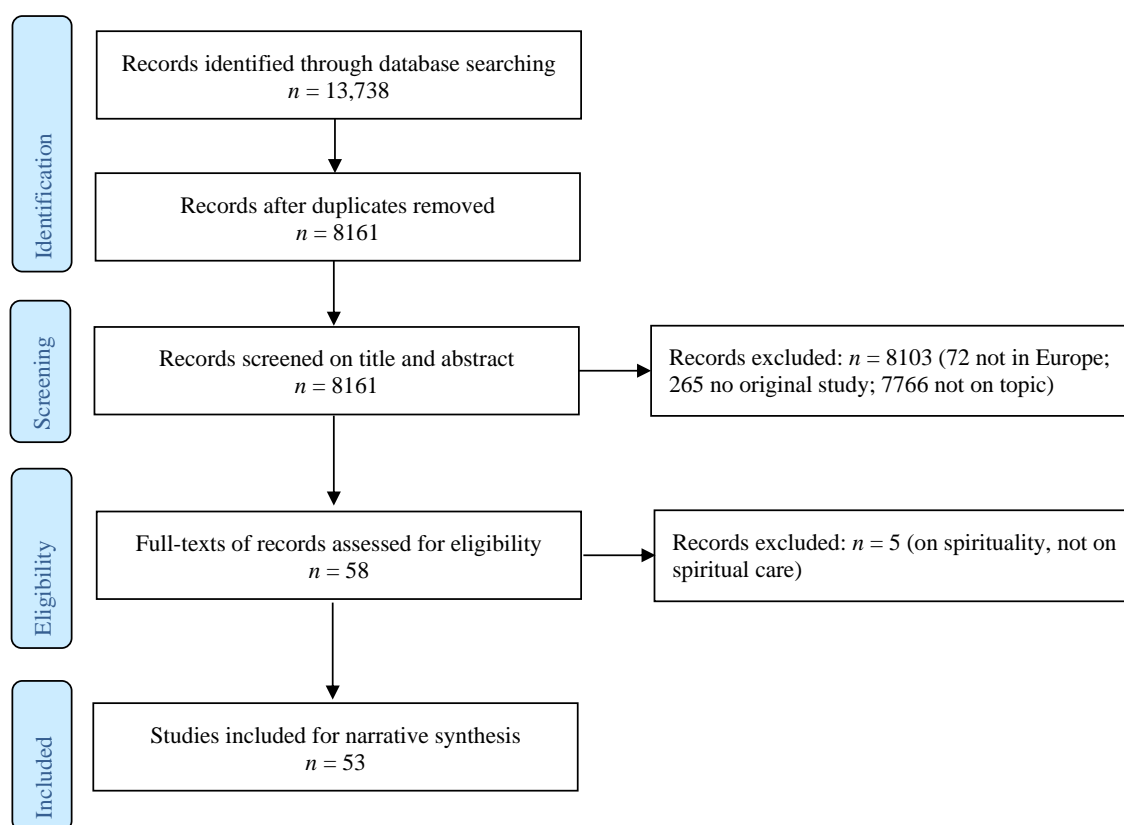 Identification
Records identified through database searching
n = 13,738
Records after duplicates removed
n = 8161
Screening
Records screened on title and abstract
n = 8161
Records excluded: n = 8103 (72 not in Europe;
265 no original study; 7766 not on topic)
Eligibility
Full-texts of records assessed for eligibility
n = 58
Records excluded: n = 5 (on spirituality, not on
spiritual care)
Included
Studies included for narrative synthesis
n = 53